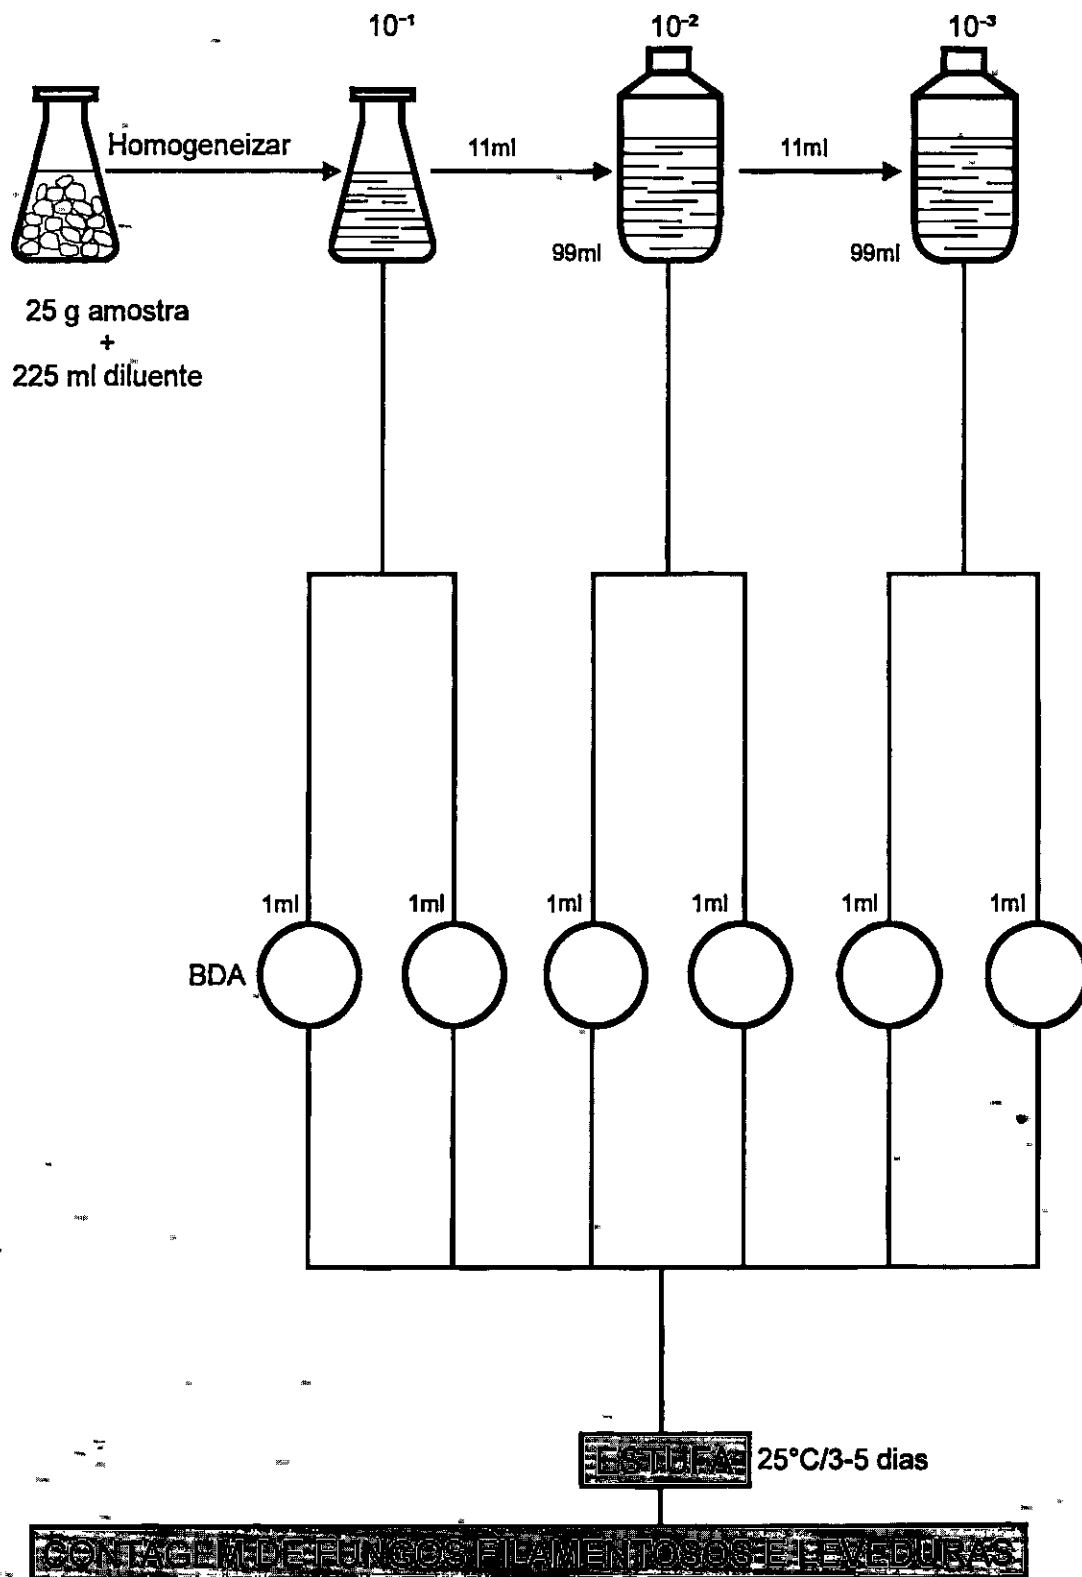 10⁻¹
10⁻²
10⁻³
Homogeneizar
11ml
11ml
99ml
99ml
25 g amostra
+
225 ml diluente
1ml
1ml
1ml
1ml
1ml
1ml
BDA
ESTUFA
25°C/3-5 dias
CONTAGEM DE FUNGOS FILAMENTOSOS E LEVEDURAS